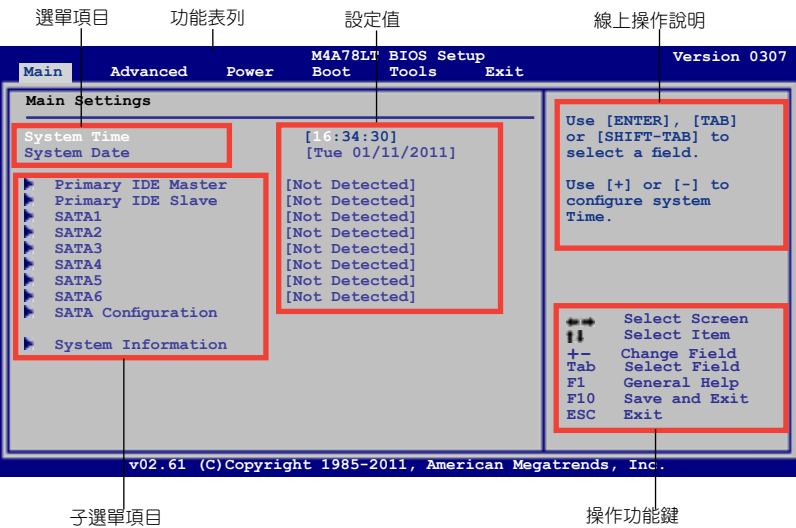 選單項目 功能表列 設定值 線上操作說明
M4A78LT BIOS Setup Version 0307
Main Advanced Power Boot Tools Exit
Main Settings
System Time [16:34:30]
System Date [Tue 01/11/2011]
Primary IDE Master [Not Detected]
Primary IDE Slave [Not Detected]
SATA1 [Not Detected]
SATA2 [Not Detected]
SATA3 [Not Detected]
SATA4 [Not Detected]
SATA5 [Not Detected]
SATA6 [Not Detected]
SATA Configuration
System Information
Use [ENTER], [TAB]
or [SHIFT-TAB] to
select a field.
Use [+] or [-] to
configure system
Time.
←→ Select Screen
↑↓ Select Item
+- Change Field
Tab Select Field
F1 General Help
F10 Save and Exit
ESC Exit
v02.61 (C)Copyright 1985-2011, American Megatrends, Inc.
子選單項目 操作功能鍵